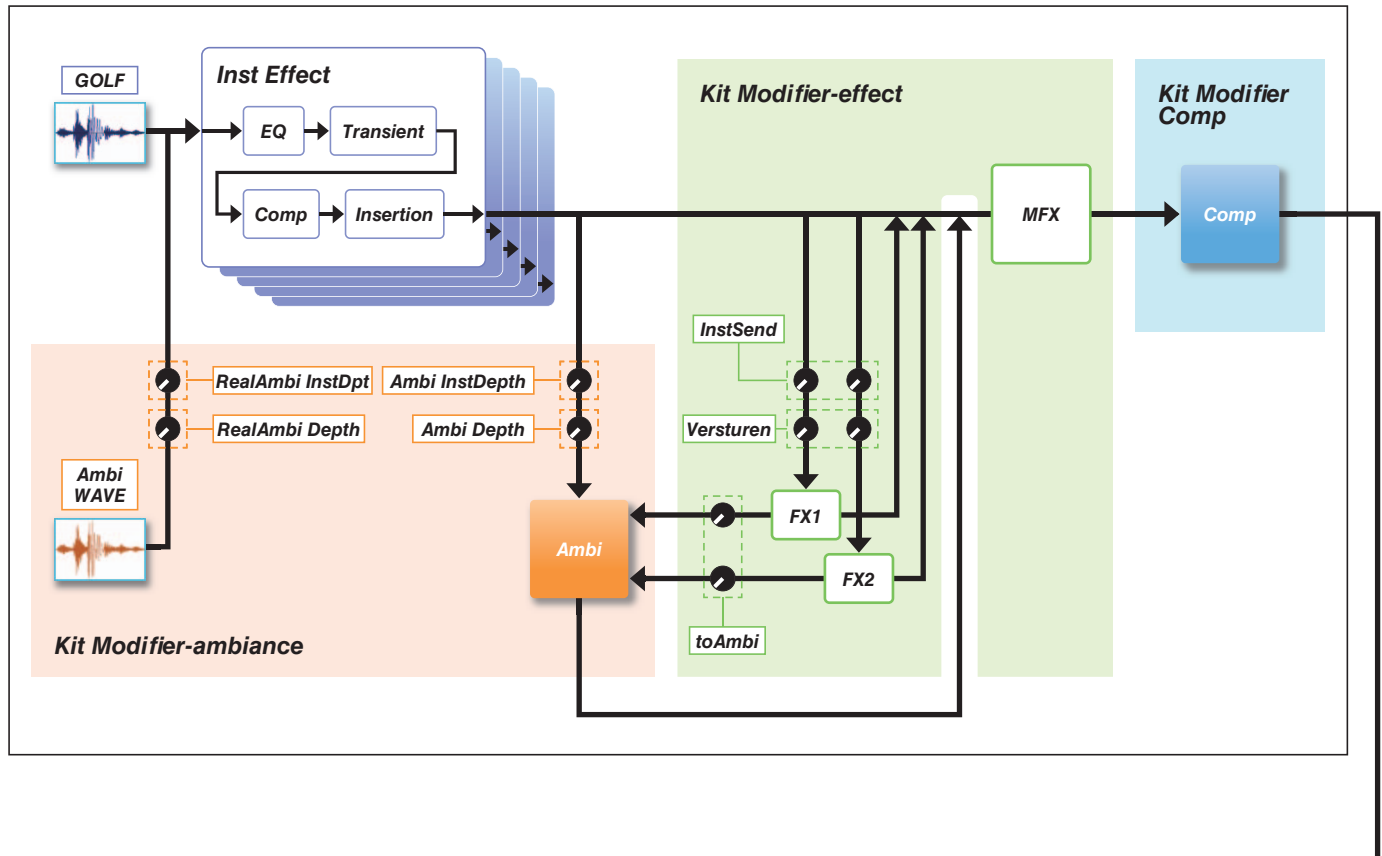 GOLF
Inst Effect
EQ
Transient
Comp
Insertion
Kit Modifier-effect
Kit Modifier
Comp
MFX
Comp
InstSend
RealAmbi InstDpt
Ambi InstDepth
RealAmbi Depth
Ambi Depth
Versturen
Ambi
WAVE
Ambi
FX1
FX2
toAmbi
Kit Modifier-ambiance